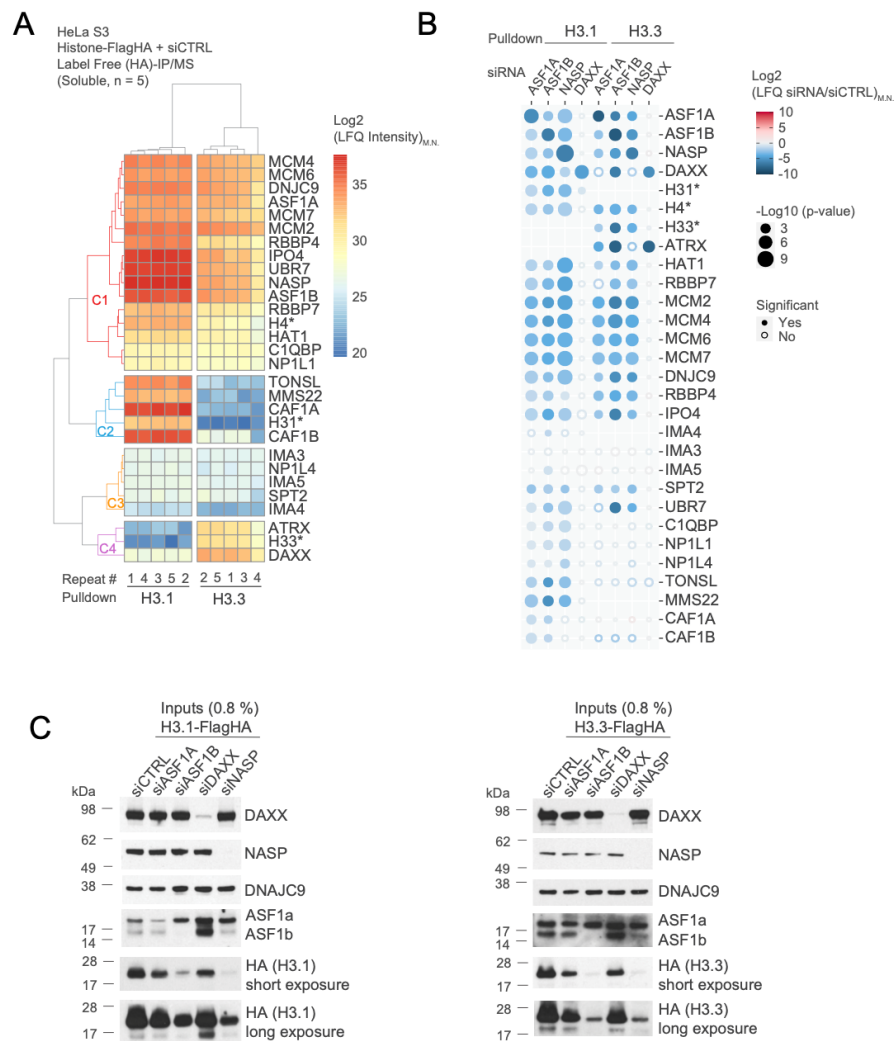 A
HeLa S3
Histone-FlagHA + siCTRL
Label Free (HA)-IP/MS
(Soluble, n = 5)
Log2
(LFQ Intensity)M.N.
35
30
25
20
C1
C2
C3
C4
MCM4
MCM6
DNJC9
ASF1A
MCM7
MCM2
RBBP4
IPO4
UBR7
NASP
ASF1B
RBBP7
H4*
HAT1
C1QBP
NP1L1
TONSL
MMS22
CAF1A
H31*
CAF1B
IMA3
NP1L4
IMA5
SPT2
IMA4
ATRX
H33*
DAXX
Repeat # 1 4 3 5 2 2 5 1 3 4
Pulldown H3.1 H3.3
B
Pulldown H3.1 H3.3
siRNA ASF1A ASF1B NASP DAXX ASF1A ASF1B NASP DAXX
-ASF1A
-ASF1B
-NASP
-DAXX
-H31*
-H4*
-H33*
-ATRX
-HAT1
-RBBP7
-MCM2
-MCM4
-MCM6
-MCM7
-DNJC9
-RBBP4
-IPO4
-IMA4
-IMA3
-IMA5
-SPT2
-UBR7
-C1QBP
-NP1L1
-NP1L4
-TONSL
-MMS22
-CAF1A
-CAF1B
Log2
(LFQ siRNA/siCTRL)M.N.
10
5
0
-5
-10
-Log10 (p-value)
3
6
9
Significant
Yes
No
C
Inputs (0.8 %)
H3.1-FlagHA
siCTRL siASF1A siASF1B siDAXX siNASP
kDa
98
DAXX
62
NASP
49
38
DNAJC9
ASF1a
17
ASF1b
14
28
HA (H3.1)
17
short exposure
28
HA (H3.1)
17
long exposure
Inputs (0.8 %)
H3.3-FlagHA
siCTRL siASF1A siASF1B siDAXX siNASP
kDa
98
DAXX
62
NASP
49
38
DNAJC9
ASF1a
17
ASF1b
14
28
HA (H3.3)
17
short exposure
28
HA (H3.3)
17
long exposure